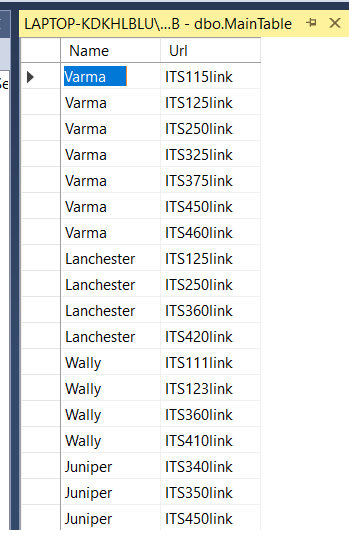 LAPTOP-KDKHLBLU\...B - dbo.MainTable
Name Url
Varma ITS115link
Varma ITS125link
Varma ITS250link
Varma ITS325link
Varma ITS375link
Varma ITS450link
Varma ITS460link
Lanchester ITS125link
Lanchester ITS250link
Lanchester ITS360link
Lanchester ITS420link
Wally ITS111link
Wally ITS123link
Wally ITS360link
Wally ITS410link
Juniper ITS340link
Juniper ITS350link
Juniper ITS450link